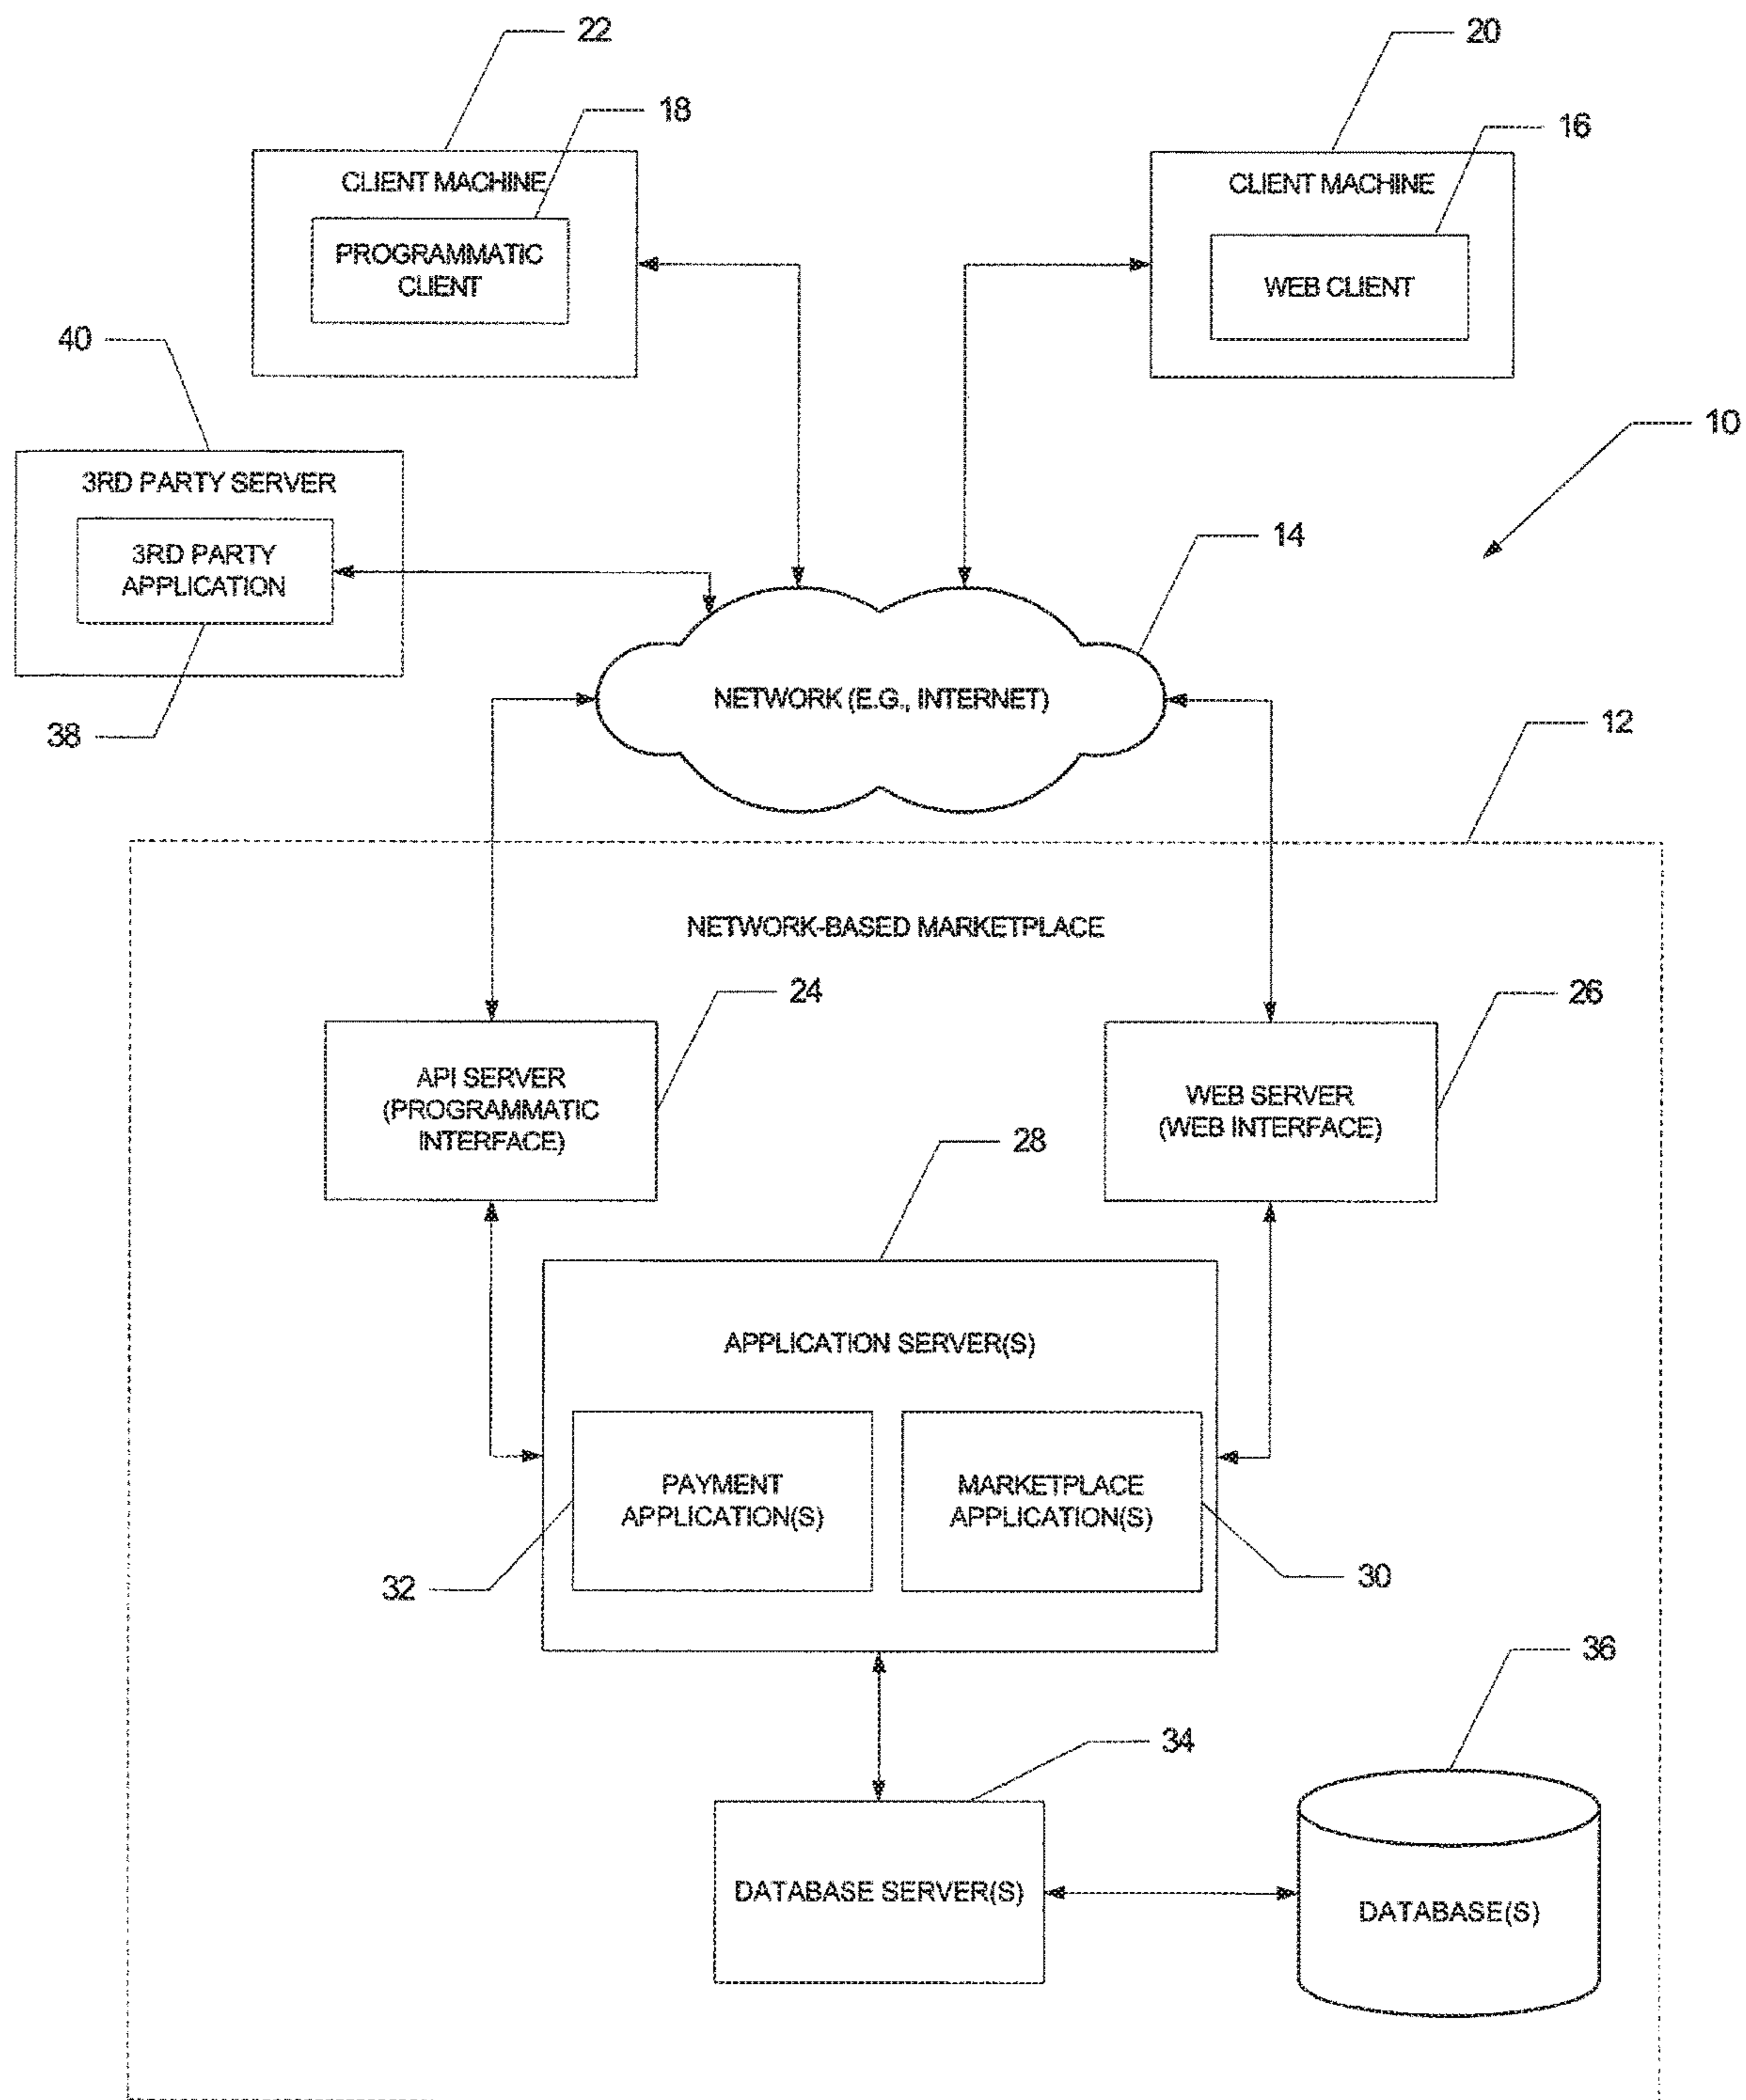 22
20
18
16
CLIENT MACHINE
CLIENT MACHINE
PROGRAMMATIC
CLIENT
WEB CLIENT
40
10
3RD PARTY SERVER
14
3RD PARTY
APPLICATION
NETWORK (E.G., INTERNET)
38
12
NETWORK-BASED MARKETPLACE
24
26
API SERVER
(PROGRAMMATIC
INTERFACE)
WEB SERVER
(WEB INTERFACE)
28
APPLICATION SERVER(S)
PAYMENT
APPLICATION(S)
MARKETPLACE
APPLICATION(S)
32
30
36
34
DATABASE SERVER(S)
DATABASE(S)